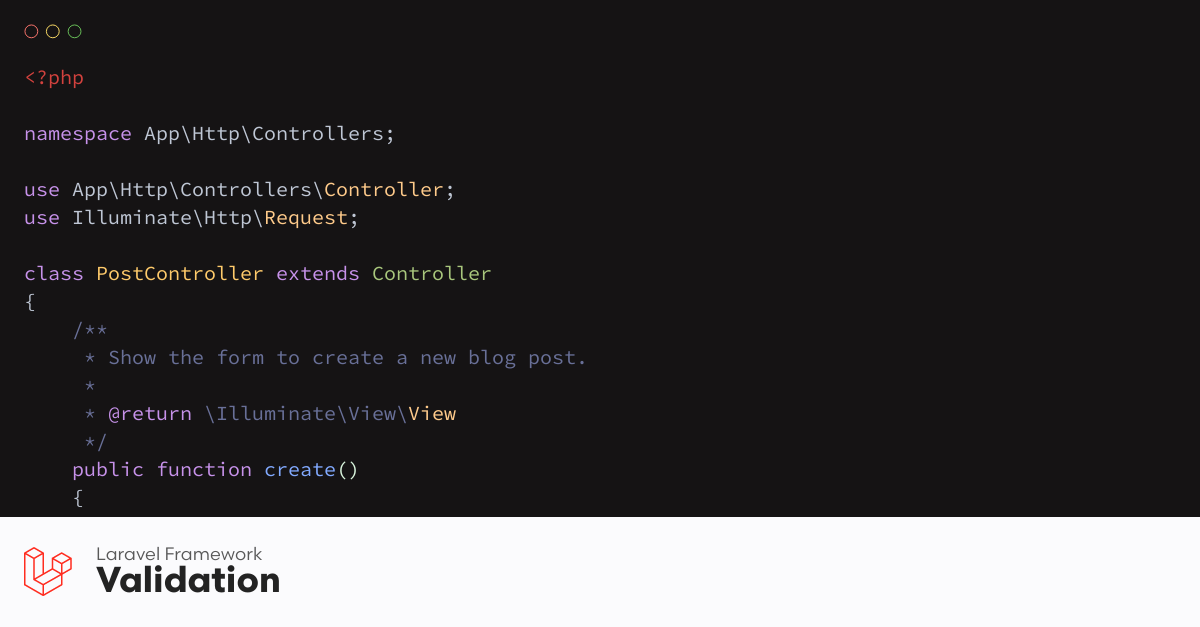 <?php
namespace App\Http\Controllers;
use App\Http\Controllers\Controller;
use Illuminate\Http\Request;
class PostController extends Controller
{
    /**
     * Show the form to create a new blog post.
     *
     * @return \Illuminate\View\View
     */
    public function create()
    {
Laravel Framework
Validation